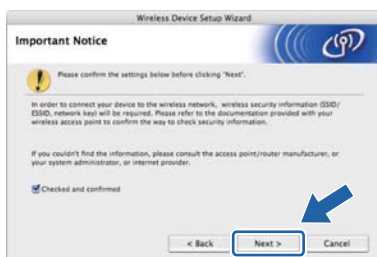 Wireless Device Setup Wizard
Important Notice
Please confirm the settings below before clicking "Next".
In order to connect your device to the wireless network, wireless security information (SSID/
ESSID, network key) will be required. Please refer to the documentation provided with your
wireless access point to confirm the way to check security information.
If you couldn't find the information, please consult the access point/router manufacturer, or
your system administrator, or internet provider.
Checked and confirmed
< Back Next > Cancel